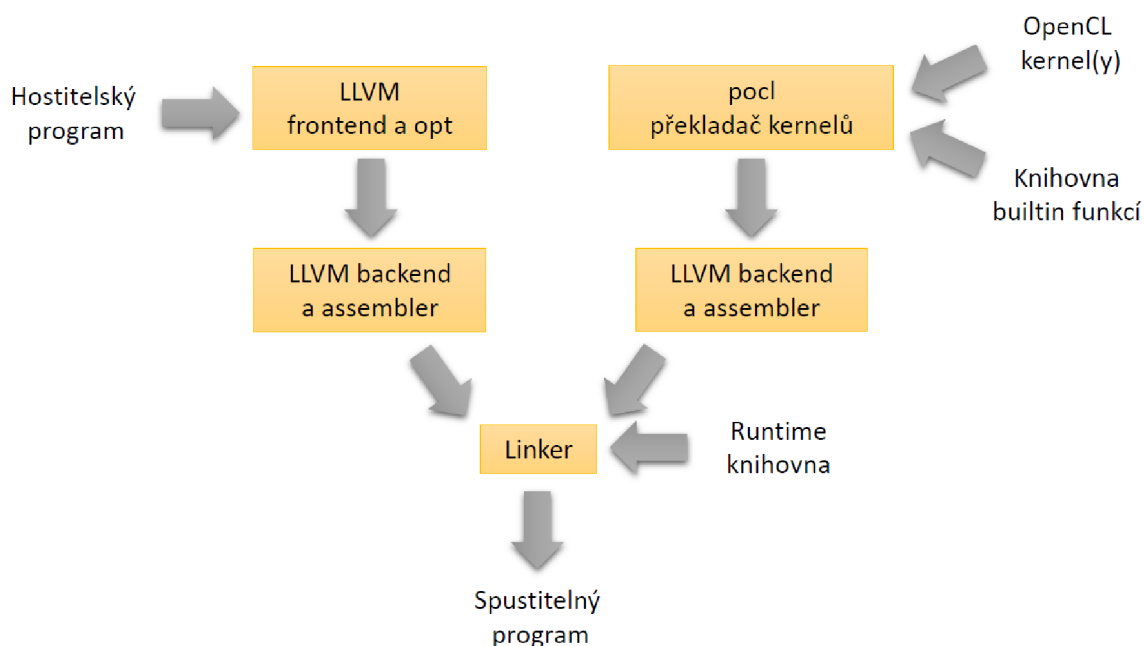 OpenCL
kernel(y)
Hostitelský
program
LLVM
frontend a opt
pocl
překladač kernelů
Knihovna
builtin funkcí
LLVM backend
a assembler
LLVM backend
a assembler
Linker
Runtime
knihovna
Spustitelný
program